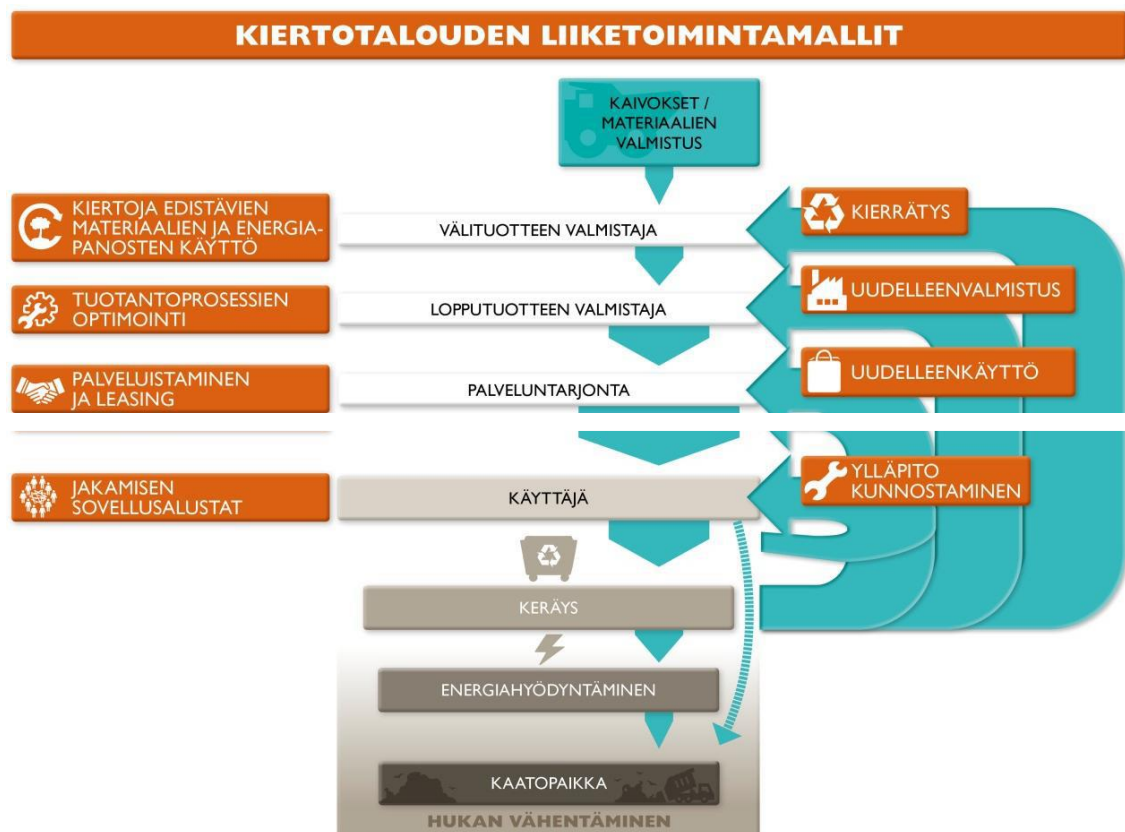 KIERTOTALOUDEN LIIKETOIMINTAMALLIT
KAIVOKSET /
MATERIAALIEN
VALMISTUS
KIERTOJA EDISTÄVIEN
MATERIAALIEN JA ENERGIA-
PANOSTEN KÄYTTÖ
VÄLITUOTTEEN VALMISTAJA
KIERRÄTYS
TUOTANTOPROSESSIEN
OPTIMOINTI
LOPPUTUOTTEEN VALMISTAJA
UUDELLEENVALMISTUS
PALVELUISTAMINEN
JA LEASING
PALVELUNTARJONTA
UUDELLEENKÄYTTÖ
JAKAMISEN
SOVELLUSALUSTAT
KÄYTTÄJÄ
YLLÄPITO
KUNNOSTAMINEN
KERÄYS
ENERGIAHYÖDYNTÄMINEN
KAATOPAIKKA
HUKAN VÄHENTÄMINEN